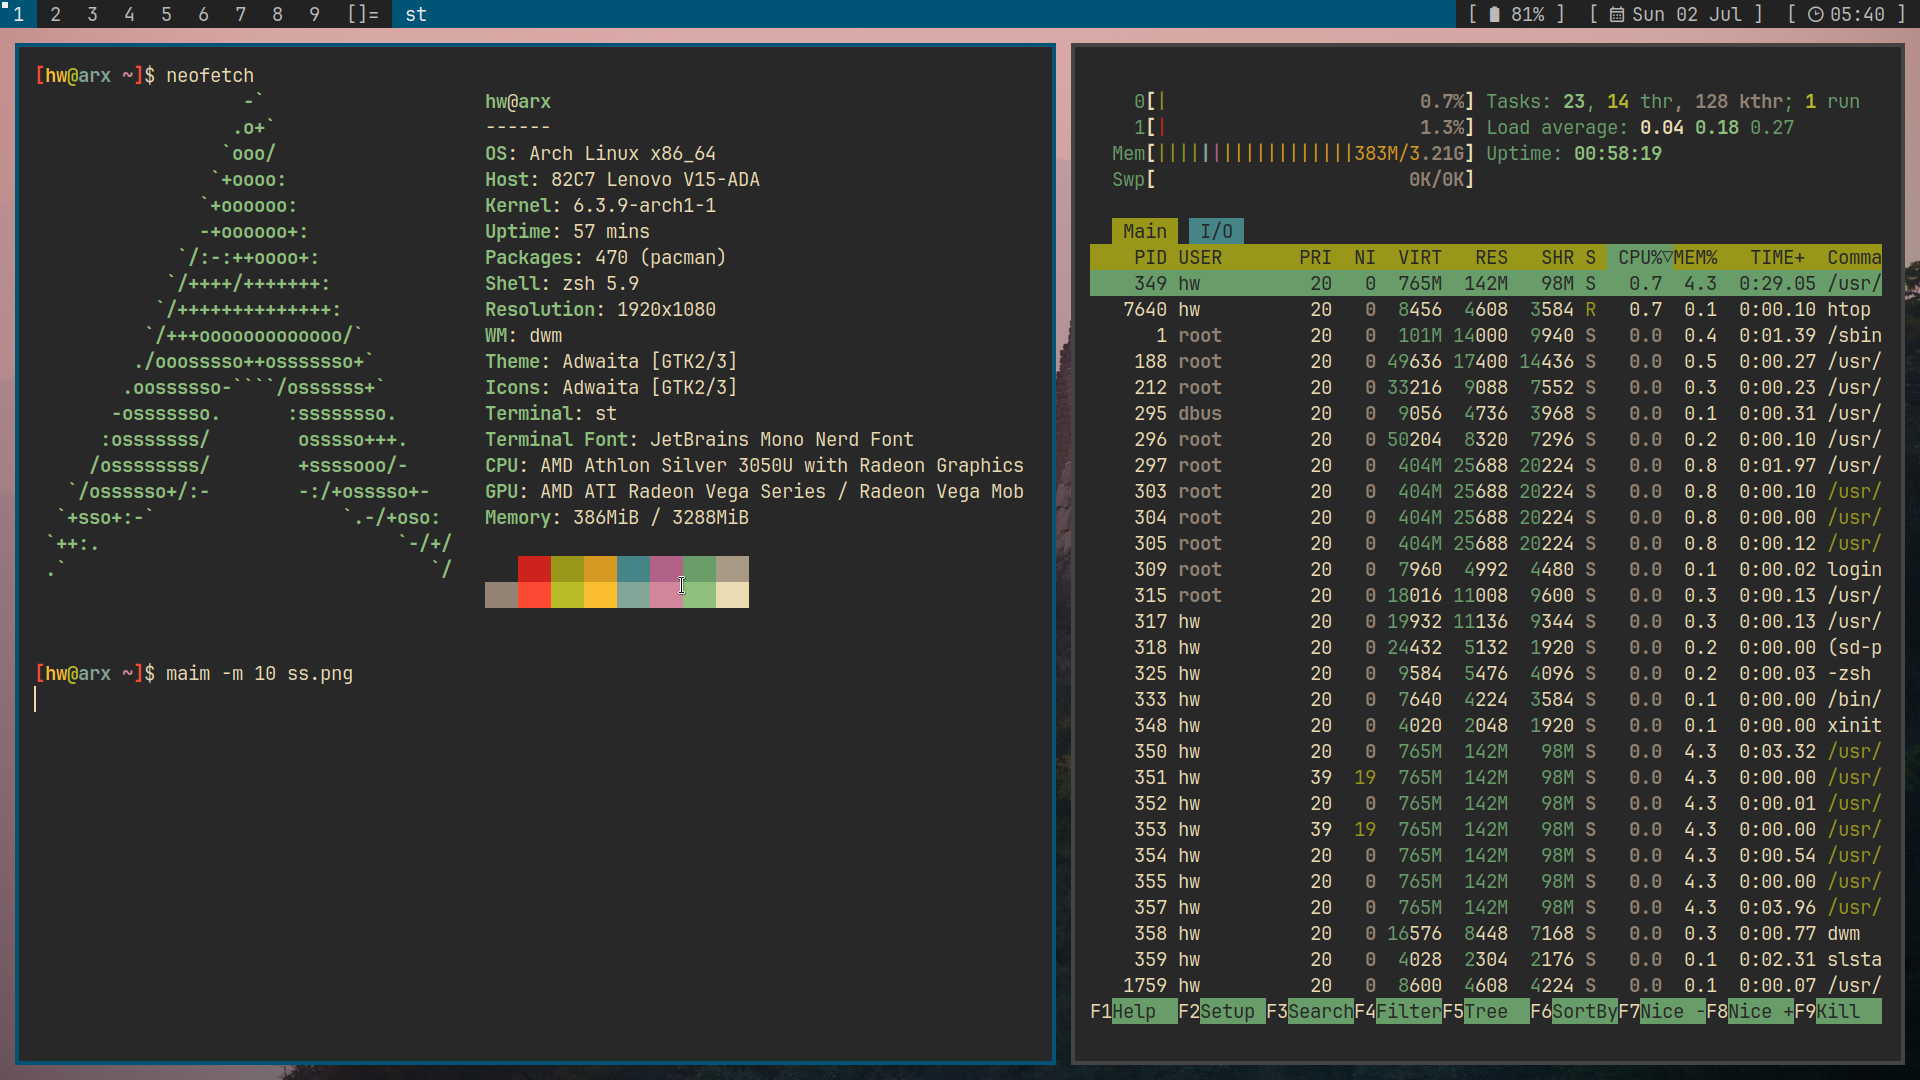 1 2 3 4 5 6 7 8 9 []= st [ 81% ] [ Sun 02 Jul ] [ 05:40 ]
[hw@arx ~]$ neofetch
-`
.o+`
`ooo/
`+oooo:
`+oooooo:
-+oooooo+:
`/:-:++oooo+:
`/++++/+++++++:
`/++++++++++++++:
`/+++ooooooooooooo/`
./ooosssso++osssssso+`
.oossssso-````/ossssss+`
-osssssso. :ssssssso.
:osssssss/ osssso+++.
/ossssssss/ +ssssooo/-
`/ossssso+/:- -:/+osssso+-
`+sso+:-` `.-/+oso:
`++:. `-/+/
.` `/
hw@arx
------
OS: Arch Linux x86_64
Host: 82C7 Lenovo V15-ADA
Kernel: 6.3.9-arch1-1
Uptime: 57 mins
Packages: 470 (pacman)
Shell: zsh 5.9
Resolution: 1920x1080
WM: dwm
Theme: Adwaita [GTK2/3]
Icons: Adwaita [GTK2/3]
Terminal: st
Terminal Font: JetBrains Mono Nerd Font
CPU: AMD Athlon Silver 3050U with Radeon Graphics
GPU: AMD ATI Radeon Vega Series / Radeon Vega Mob
Memory: 386MiB / 3288MiB
[hw@arx ~]$ maim -m 10 ss.png
0[| 0.7%] Tasks: 23, 14 thr, 128 kthr; 1 run
1[| 1.3%] Load average: 0.04 0.18 0.27
Mem[||||||||||||||||||383M/3.21G] Uptime: 00:58:19
Swp[ 0K/0K]
Main I/O
PID USER PRI NI VIRT RES SHR S CPU%▽MEM% TIME+ Comma
349 hw 20 0 765M 142M 98M S 0.7 4.3 0:29.05 /usr/
7640 hw 20 0 8456 4608 3584 R 0.7 0.1 0:00.10 htop
1 root 20 0 101M 14000 9940 S 0.0 0.4 0:01.39 /sbin
188 root 20 0 49636 17400 14436 S 0.0 0.5 0:00.27 /usr/
212 root 20 0 33216 9088 7552 S 0.0 0.3 0:00.23 /usr/
295 dbus 20 0 9056 4736 3968 S 0.0 0.1 0:00.31 /usr/
296 root 20 0 50204 8320 7296 S 0.0 0.2 0:00.10 /usr/
297 root 20 0 404M 25688 20224 S 0.0 0.8 0:01.97 /usr/
303 root 20 0 404M 25688 20224 S 0.0 0.8 0:00.10 /usr/
304 root 20 0 404M 25688 20224 S 0.0 0.8 0:00.00 /usr/
305 root 20 0 404M 25688 20224 S 0.0 0.8 0:00.12 /usr/
309 root 20 0 7960 4992 4480 S 0.0 0.1 0:00.02 login
315 root 20 0 18016 11008 9600 S 0.0 0.3 0:00.13 /usr/
317 hw 20 0 19932 11136 9344 S 0.0 0.3 0:00.13 /usr/
318 hw 20 0 24432 5132 1920 S 0.0 0.2 0:00.00 (sd-p
325 hw 20 0 9584 5476 4096 S 0.0 0.2 0:00.03 -zsh
333 hw 20 0 7640 4224 3584 S 0.0 0.1 0:00.00 /bin/
348 hw 20 0 4020 2048 1920 S 0.0 0.1 0:00.00 xinit
350 hw 20 0 765M 142M 98M S 0.0 4.3 0:03.32 /usr/
351 hw 39 19 765M 142M 98M S 0.0 4.3 0:00.00 /usr/
352 hw 20 0 765M 142M 98M S 0.0 4.3 0:00.01 /usr/
353 hw 39 19 765M 142M 98M S 0.0 4.3 0:00.00 /usr/
354 hw 20 0 765M 142M 98M S 0.0 4.3 0:00.54 /usr/
355 hw 20 0 765M 142M 98M S 0.0 4.3 0:00.00 /usr/
357 hw 20 0 765M 142M 98M S 0.0 4.3 0:03.96 /usr/
358 hw 20 0 16576 8448 7168 S 0.0 0.3 0:00.77 dwm
359 hw 20 0 4028 2304 2176 S 0.0 0.1 0:02.31 slsta
1759 hw 20 0 8600 4608 4224 S 0.0 0.1 0:00.07 /usr/
F1Help F2Setup F3SearchF4FilterF5Tree F6SortByF7Nice -F8Nice +F9Kill